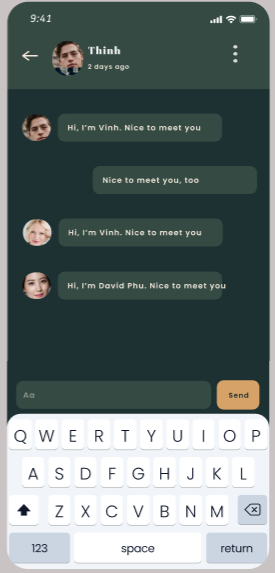 9:41
Thinh
2 days ago
Hi, I'm Vinh. Nice to meet you
Nice to meet you, too
Hi, I'm Vinh. Nice to meet you
Hi, I'm David Phu. Nice to meet you
Aa Send
Q W E R T Y U I O P
A S D F G H J K L
Z X C V B N M
123 space return